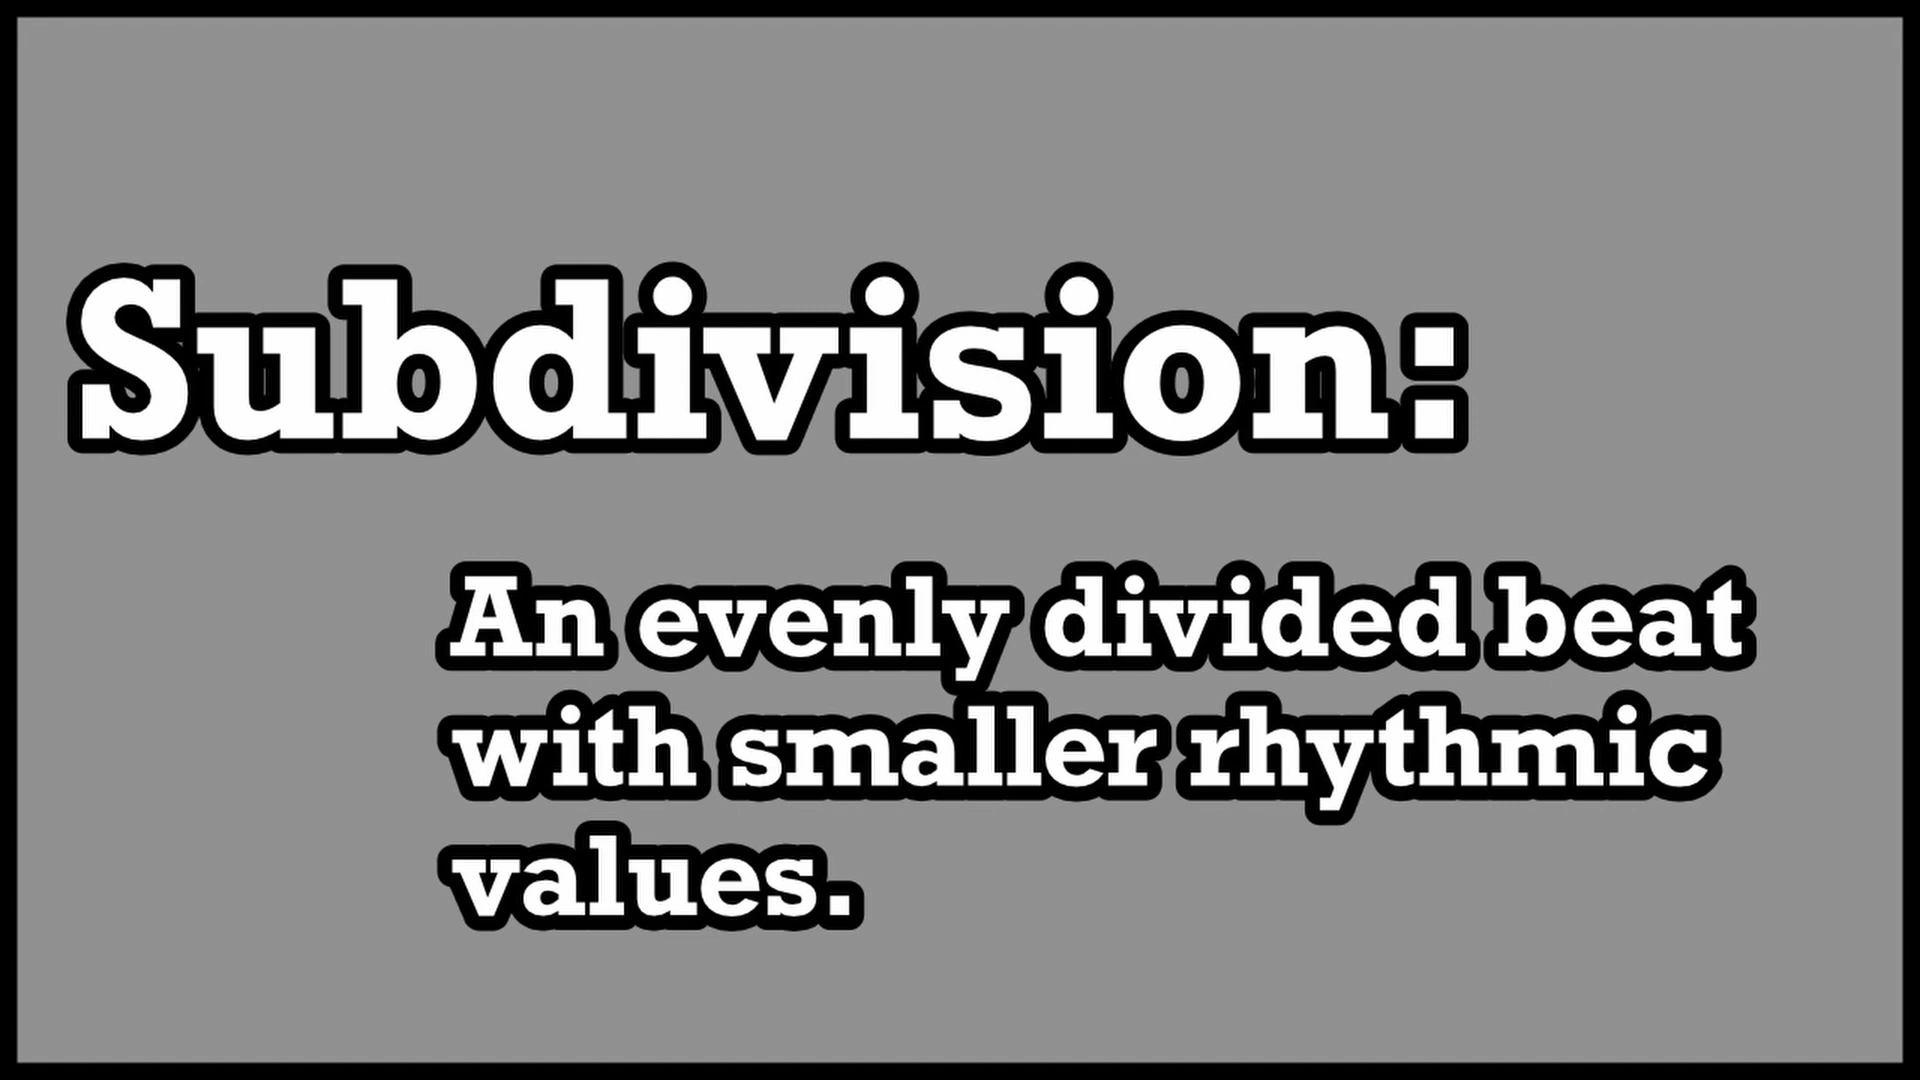 Subdivision:
An evenly divided beat
with smaller rhythmic
values.